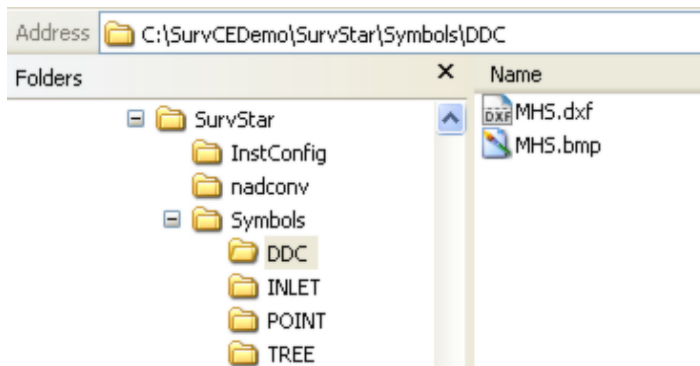 Address C:\SurvCEDemo\SurvStar\Symbols\DDC
Folders
SurvStar
InstConfig
nadconv
Symbols
DDC
INLET
POINT
TREE
Name
DXF MHS.dxf
MHS.bmp